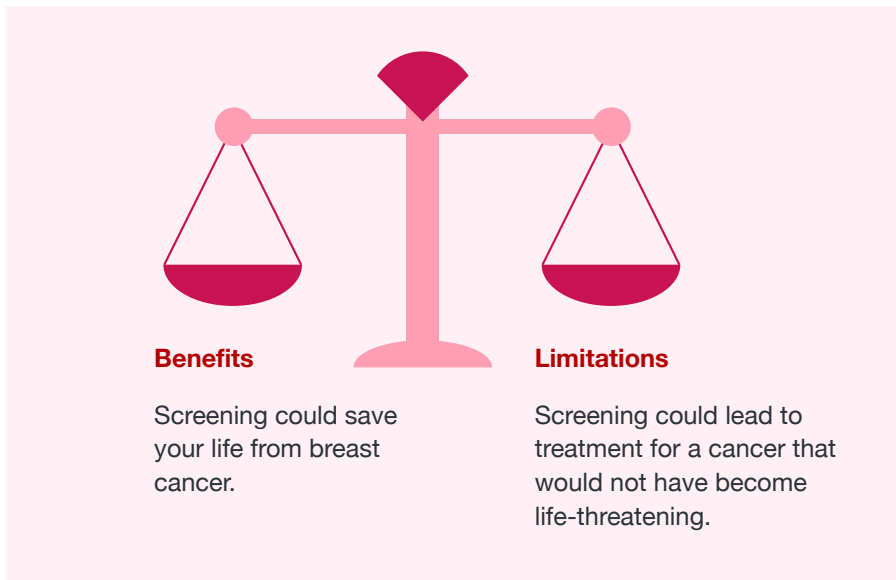 Benefits
Screening could save
your life from breast
cancer.
Limitations
Screening could lead to
treatment for a cancer that
would not have become
life-threatening.